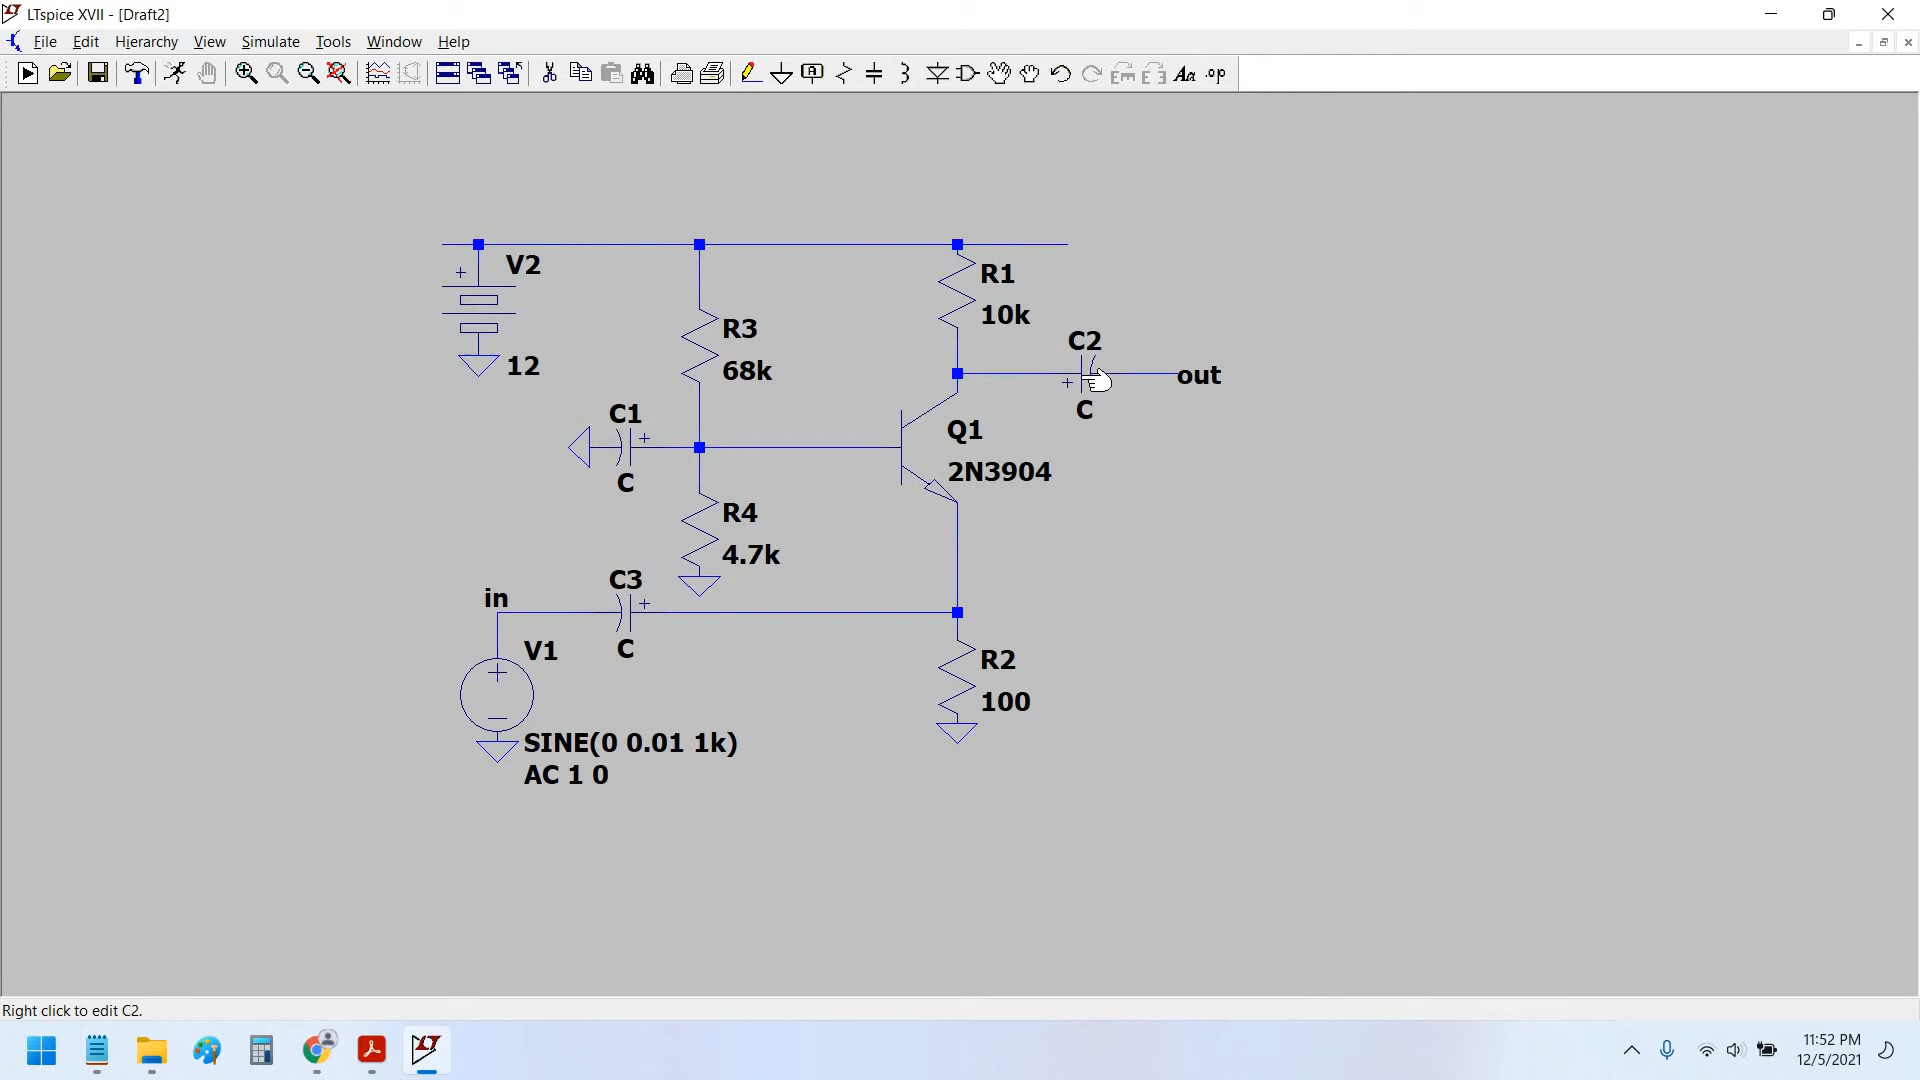 LTspice XVII - [Draft2]
File Edit Hierarchy View Simulate Tools Window Help
V2
12
R3
68k
R1
10k
C2
C
out
C1
C
Q1
2N3904
R4
4.7k
in
C3
C
V1
SINE(0 0.01 1k)
AC 1 0
R2
100
Right click to edit C2.
11:52 PM
12/5/2021